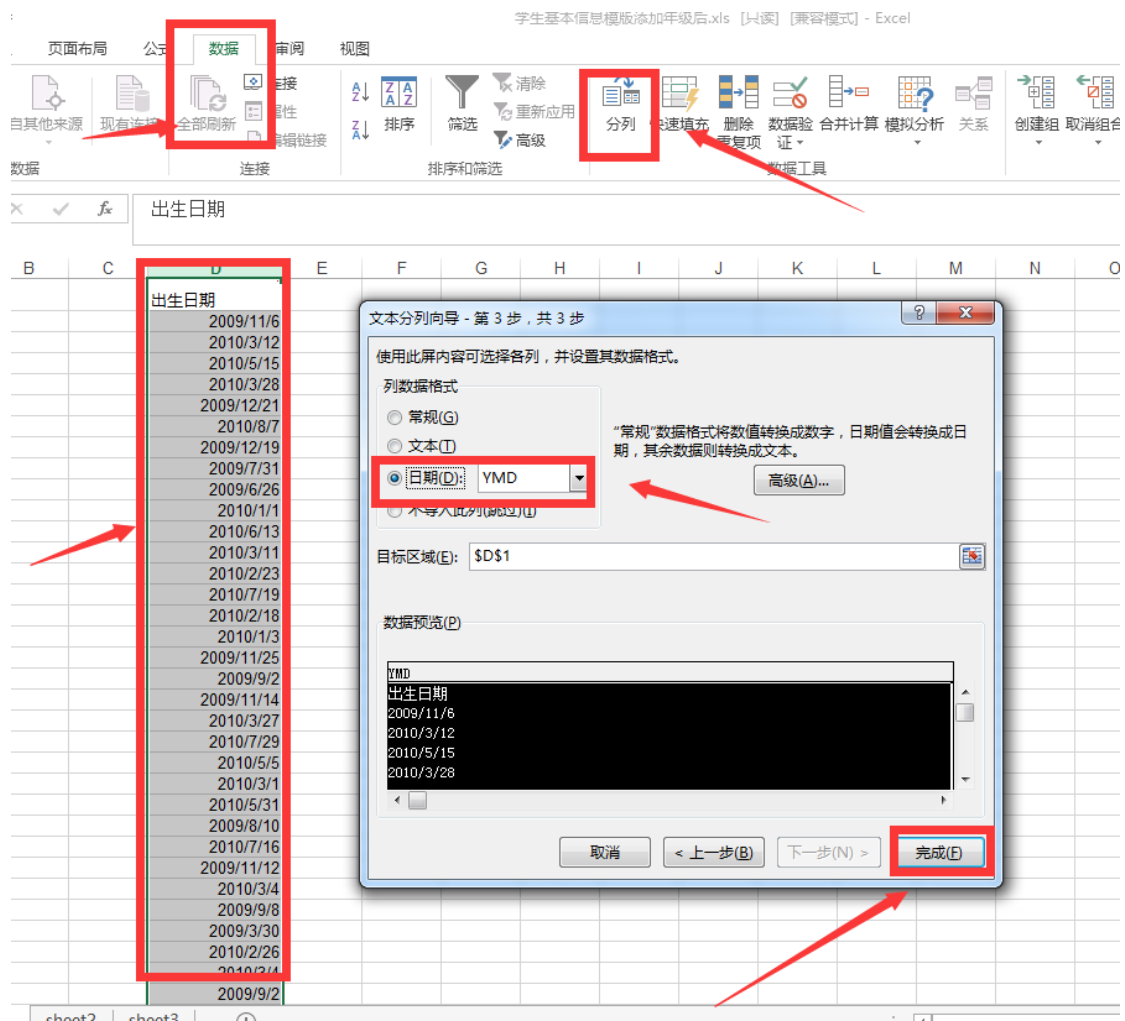 学生基本信息模版添加年级后.xls [只读] [兼容模式] - Excel
页面布局 公式 数据 审阅 视图
自其他来源 现有连接 全部刷新 连接
属性
编辑链接
排序 筛选 清除
重新应用
高级
分列 快速填充 删除
重复项 数据验
证 合并计算 模拟分析 关系 创建组 取消组合
数据 连接 排序和筛选 数据工具
fx 出生日期
B C D E F G H I J K L M N O
出生日期
2009/11/6
2010/3/12
2010/5/15
2010/3/28
2009/12/21
2010/8/7
2009/12/19
2009/7/31
2009/6/26
2010/1/1
2010/6/13
2010/3/11
2010/2/23
2010/7/19
2010/2/18
2010/1/3
2009/11/25
2009/9/2
2009/11/14
2010/3/27
2010/7/29
2010/5/5
2010/3/1
2010/5/31
2009/8/10
2010/7/16
2009/11/12
2010/3/4
2009/9/8
2009/3/30
2010/2/26
2010/3/4
2009/9/2
文本分列向导 - 第 3 步，共 3 步
使用此屏内容可选择各列，并设置其数据格式。
列数据格式
常规(G)
文本(T)
日期(D): YMD
不导入此列(跳过)(I)
“常规”数据格式将数值转换成数字，日期值会转换成日
期，其余数据则转换成文本。
高级(A)...
目标区域(E): $D$1
数据预览(P)
YMD
出生日期
2009/11/6
2010/3/12
2010/5/15
2010/3/28
取消 < 上一步(B) 下一步(N) > 完成(F)
sheet2 sheet3